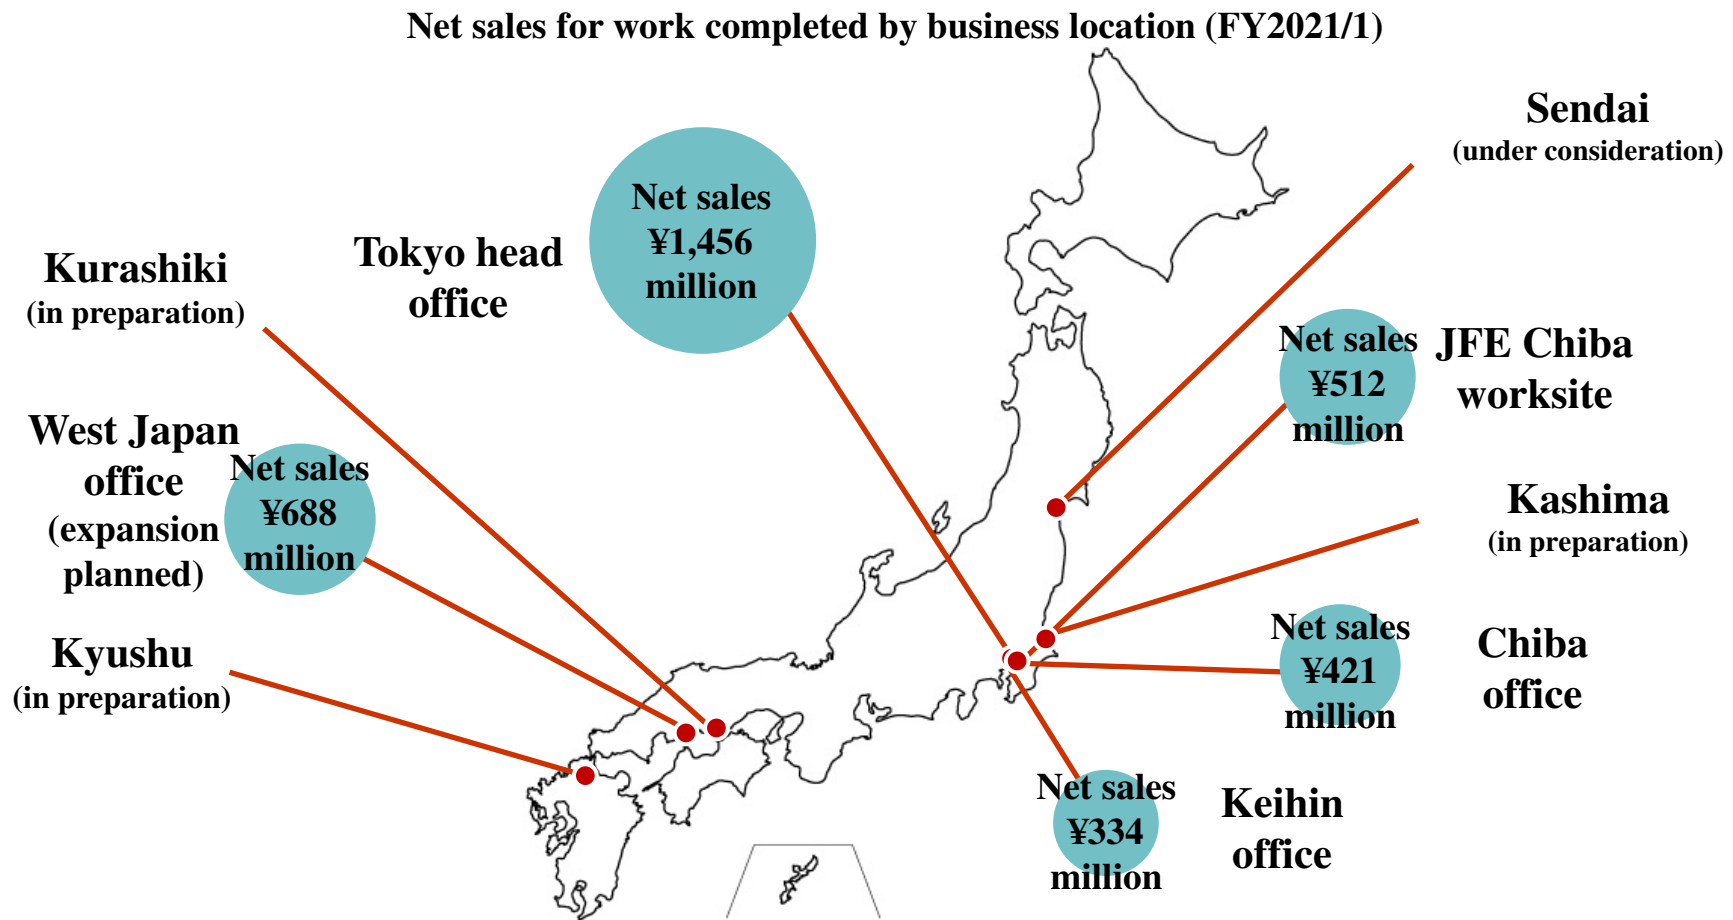 Net sales for work completed by business location (FY2021/1)
Sendai
(under consideration)
Net sales
¥1,456
million
Tokyo head
office
Kurashiki
(in preparation)
Net sales
¥512
million
JFE Chiba
worksite
West Japan
office
(expansion
planned)
Net sales
¥688
million
Kashima
(in preparation)
Net sales
¥421
million
Chiba
office
Kyushu
(in preparation)
Net sales
¥334
million
Keihin
office